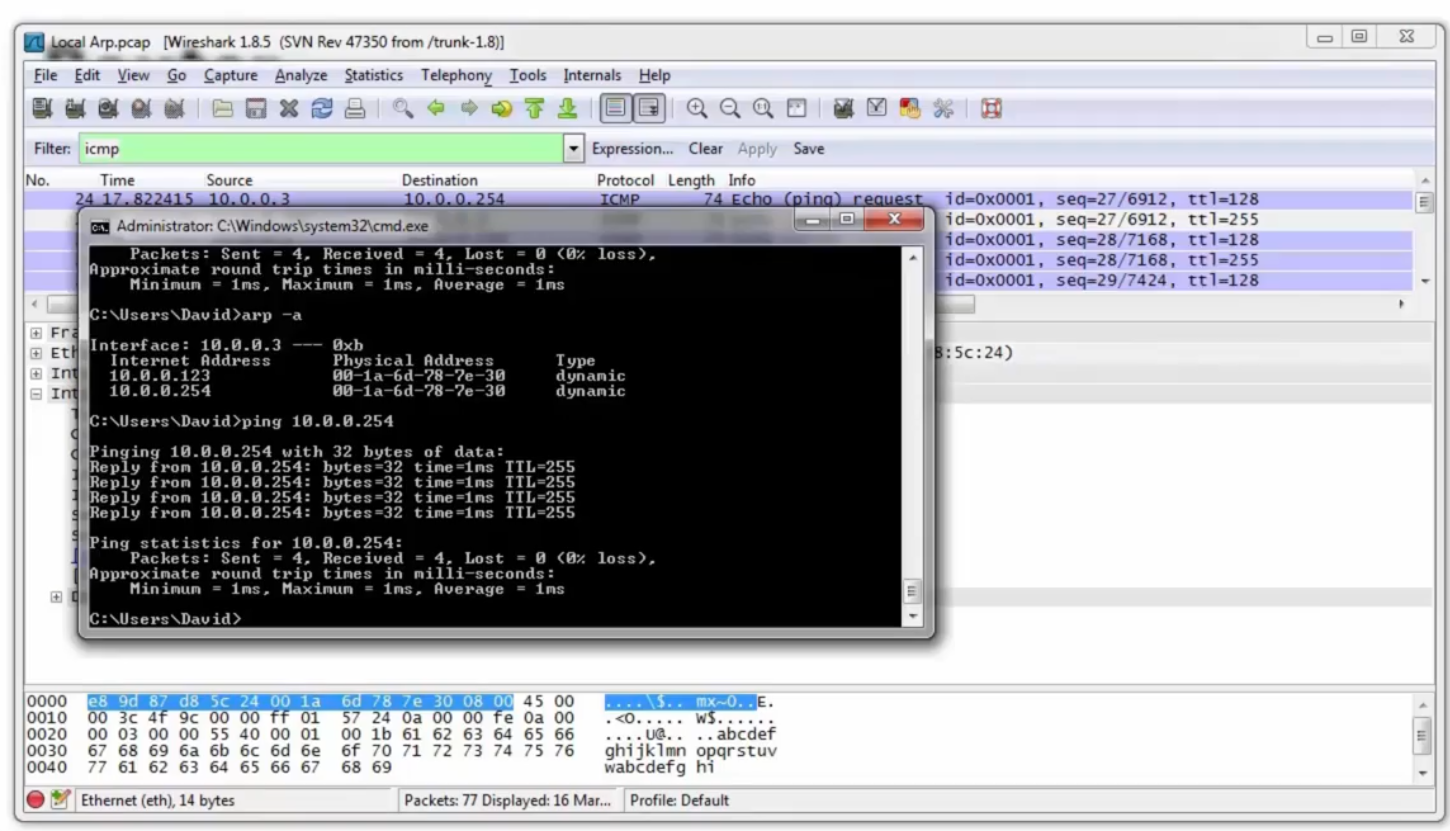 Local Arp.pcap [Wireshark 1.8.5 (SVN Rev 47350 from /trunk-1.8)]
File Edit View Go Capture Analyze Statistics Telephony Tools Internals Help
Filter: icmp Expression... Clear Apply Save
No. Time Source Destination Protocol Length Info
24 17.822415 10.0.0.3 10.0.0.254 ICMP 74 Echo (ping) request id=0x0001, seq=27/6912, ttl=128
id=0x0001, seq=27/6912, ttl=255
id=0x0001, seq=28/7168, ttl=128
id=0x0001, seq=28/7168, ttl=255
id=0x0001, seq=29/7424, ttl=128
Administrator: C:\Windows\system32\cmd.exe
Packets: Sent = 4, Received = 4, Lost = 0 (0% loss),
Approximate round trip times in milli-seconds:
Minimum = 1ms, Maximum = 1ms, Average = 1ms
C:\Users\David>arp -a
Interface: 10.0.0.3 --- 0xb
Internet Address Physical Address Type
10.0.0.123 00-1a-6d-78-7e-30 dynamic
10.0.0.254 00-1a-6d-78-7e-30 dynamic
C:\Users\David>ping 10.0.0.254
Pinging 10.0.0.254 with 32 bytes of data:
Reply from 10.0.0.254: bytes=32 time=1ms TTL=255
Reply from 10.0.0.254: bytes=32 time=1ms TTL=255
Reply from 10.0.0.254: bytes=32 time=1ms TTL=255
Reply from 10.0.0.254: bytes=32 time=1ms TTL=255
Ping statistics for 10.0.0.254:
Packets: Sent = 4, Received = 4, Lost = 0 (0% loss),
Approximate round trip times in milli-seconds:
Minimum = 1ms, Maximum = 1ms, Average = 1ms
C:\Users\David>
Fra
Eth 8:5c:24)
Int
Int
0000 e8 9d 87 d8 5c 24 00 1a 6d 78 7e 30 08 00 45 00 ....\$.. mx~0..E.
0010 00 3c 4f 9c 00 00 ff 01 57 24 0a 00 00 fe 0a 00 .<O..... W$......
0020 00 03 00 00 55 40 00 01 00 1b 61 62 63 64 65 66 ....U@.. ..abcdef
0030 67 68 69 6a 6b 6c 6d 6e 6f 70 71 72 73 74 75 76 ghijklmn opqrstuv
0040 77 61 62 63 64 65 66 67 68 69 wabcdefg hi
Ethernet (eth), 14 bytes Packets: 77 Displayed: 16 Mar... Profile: Default